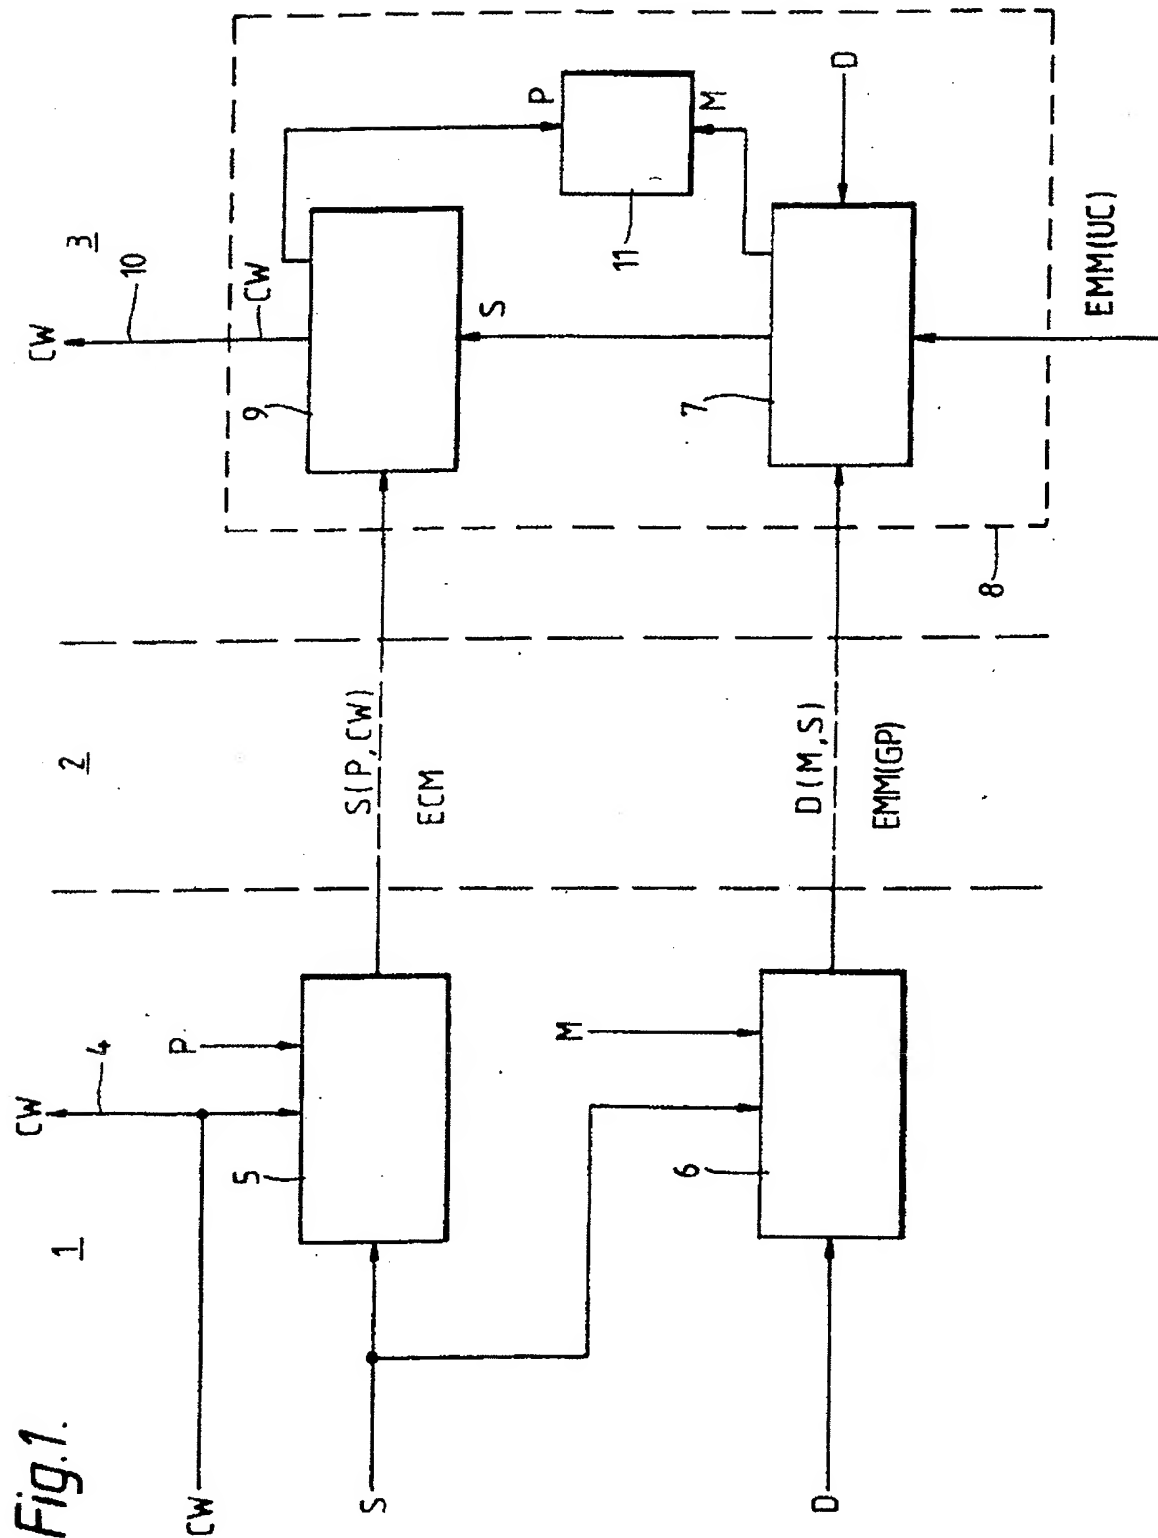 Fig.1.
1
2
3
CW
CW
4
P
5
S
M
6
D
S(P,CW)
ECM
D(M,S)
EMM(GP)
CW
10
CW
9
S
P
11
M
7
D
8
EMM(UC)